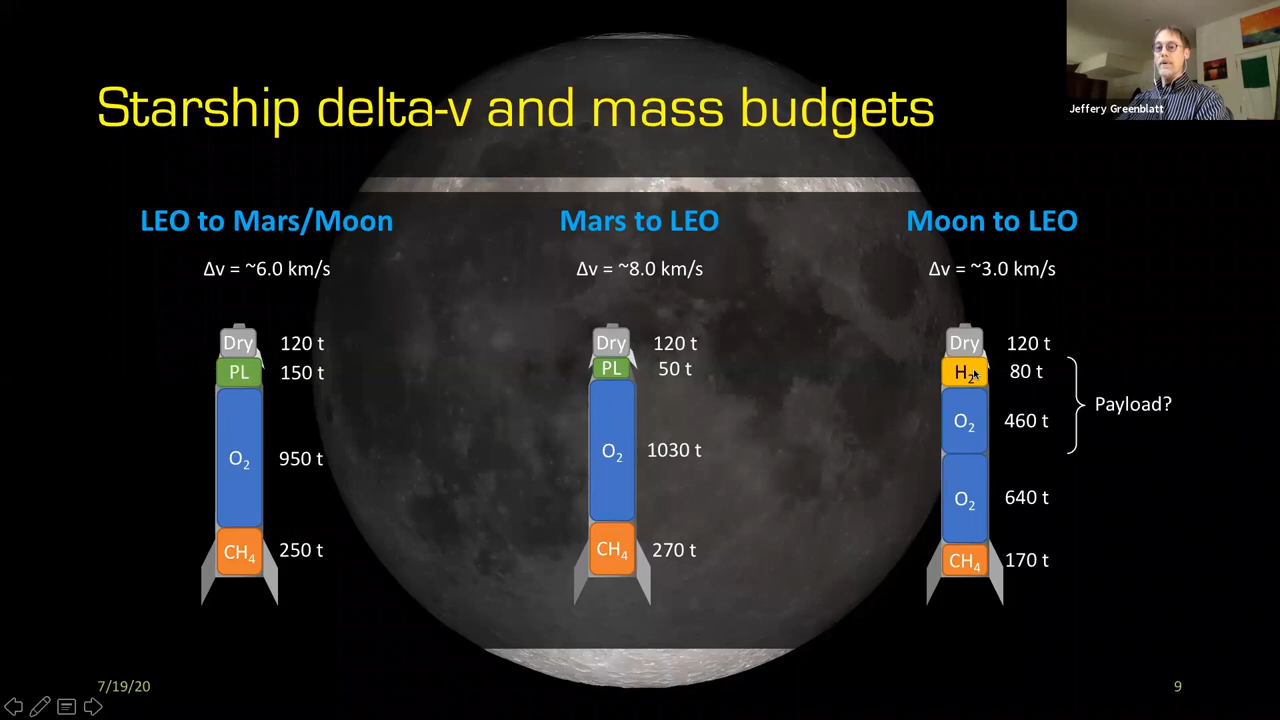 Jeffery Greenblatt
Starship delta-v and mass budgets
LEO to Mars/Moon
Δv = ~6.0 km/s
Dry 120 t
PL 150 t
O₂ 950 t
CH₄ 250 t
Mars to LEO
Δv = ~8.0 km/s
Dry 120 t
PL 50 t
O₂ 1030 t
CH₄ 270 t
Moon to LEO
Δv = ~3.0 km/s
Dry 120 t
H₂ 80 t
O₂ 460 t
Payload?
O₂ 640 t
CH₄ 170 t
7/19/20
9